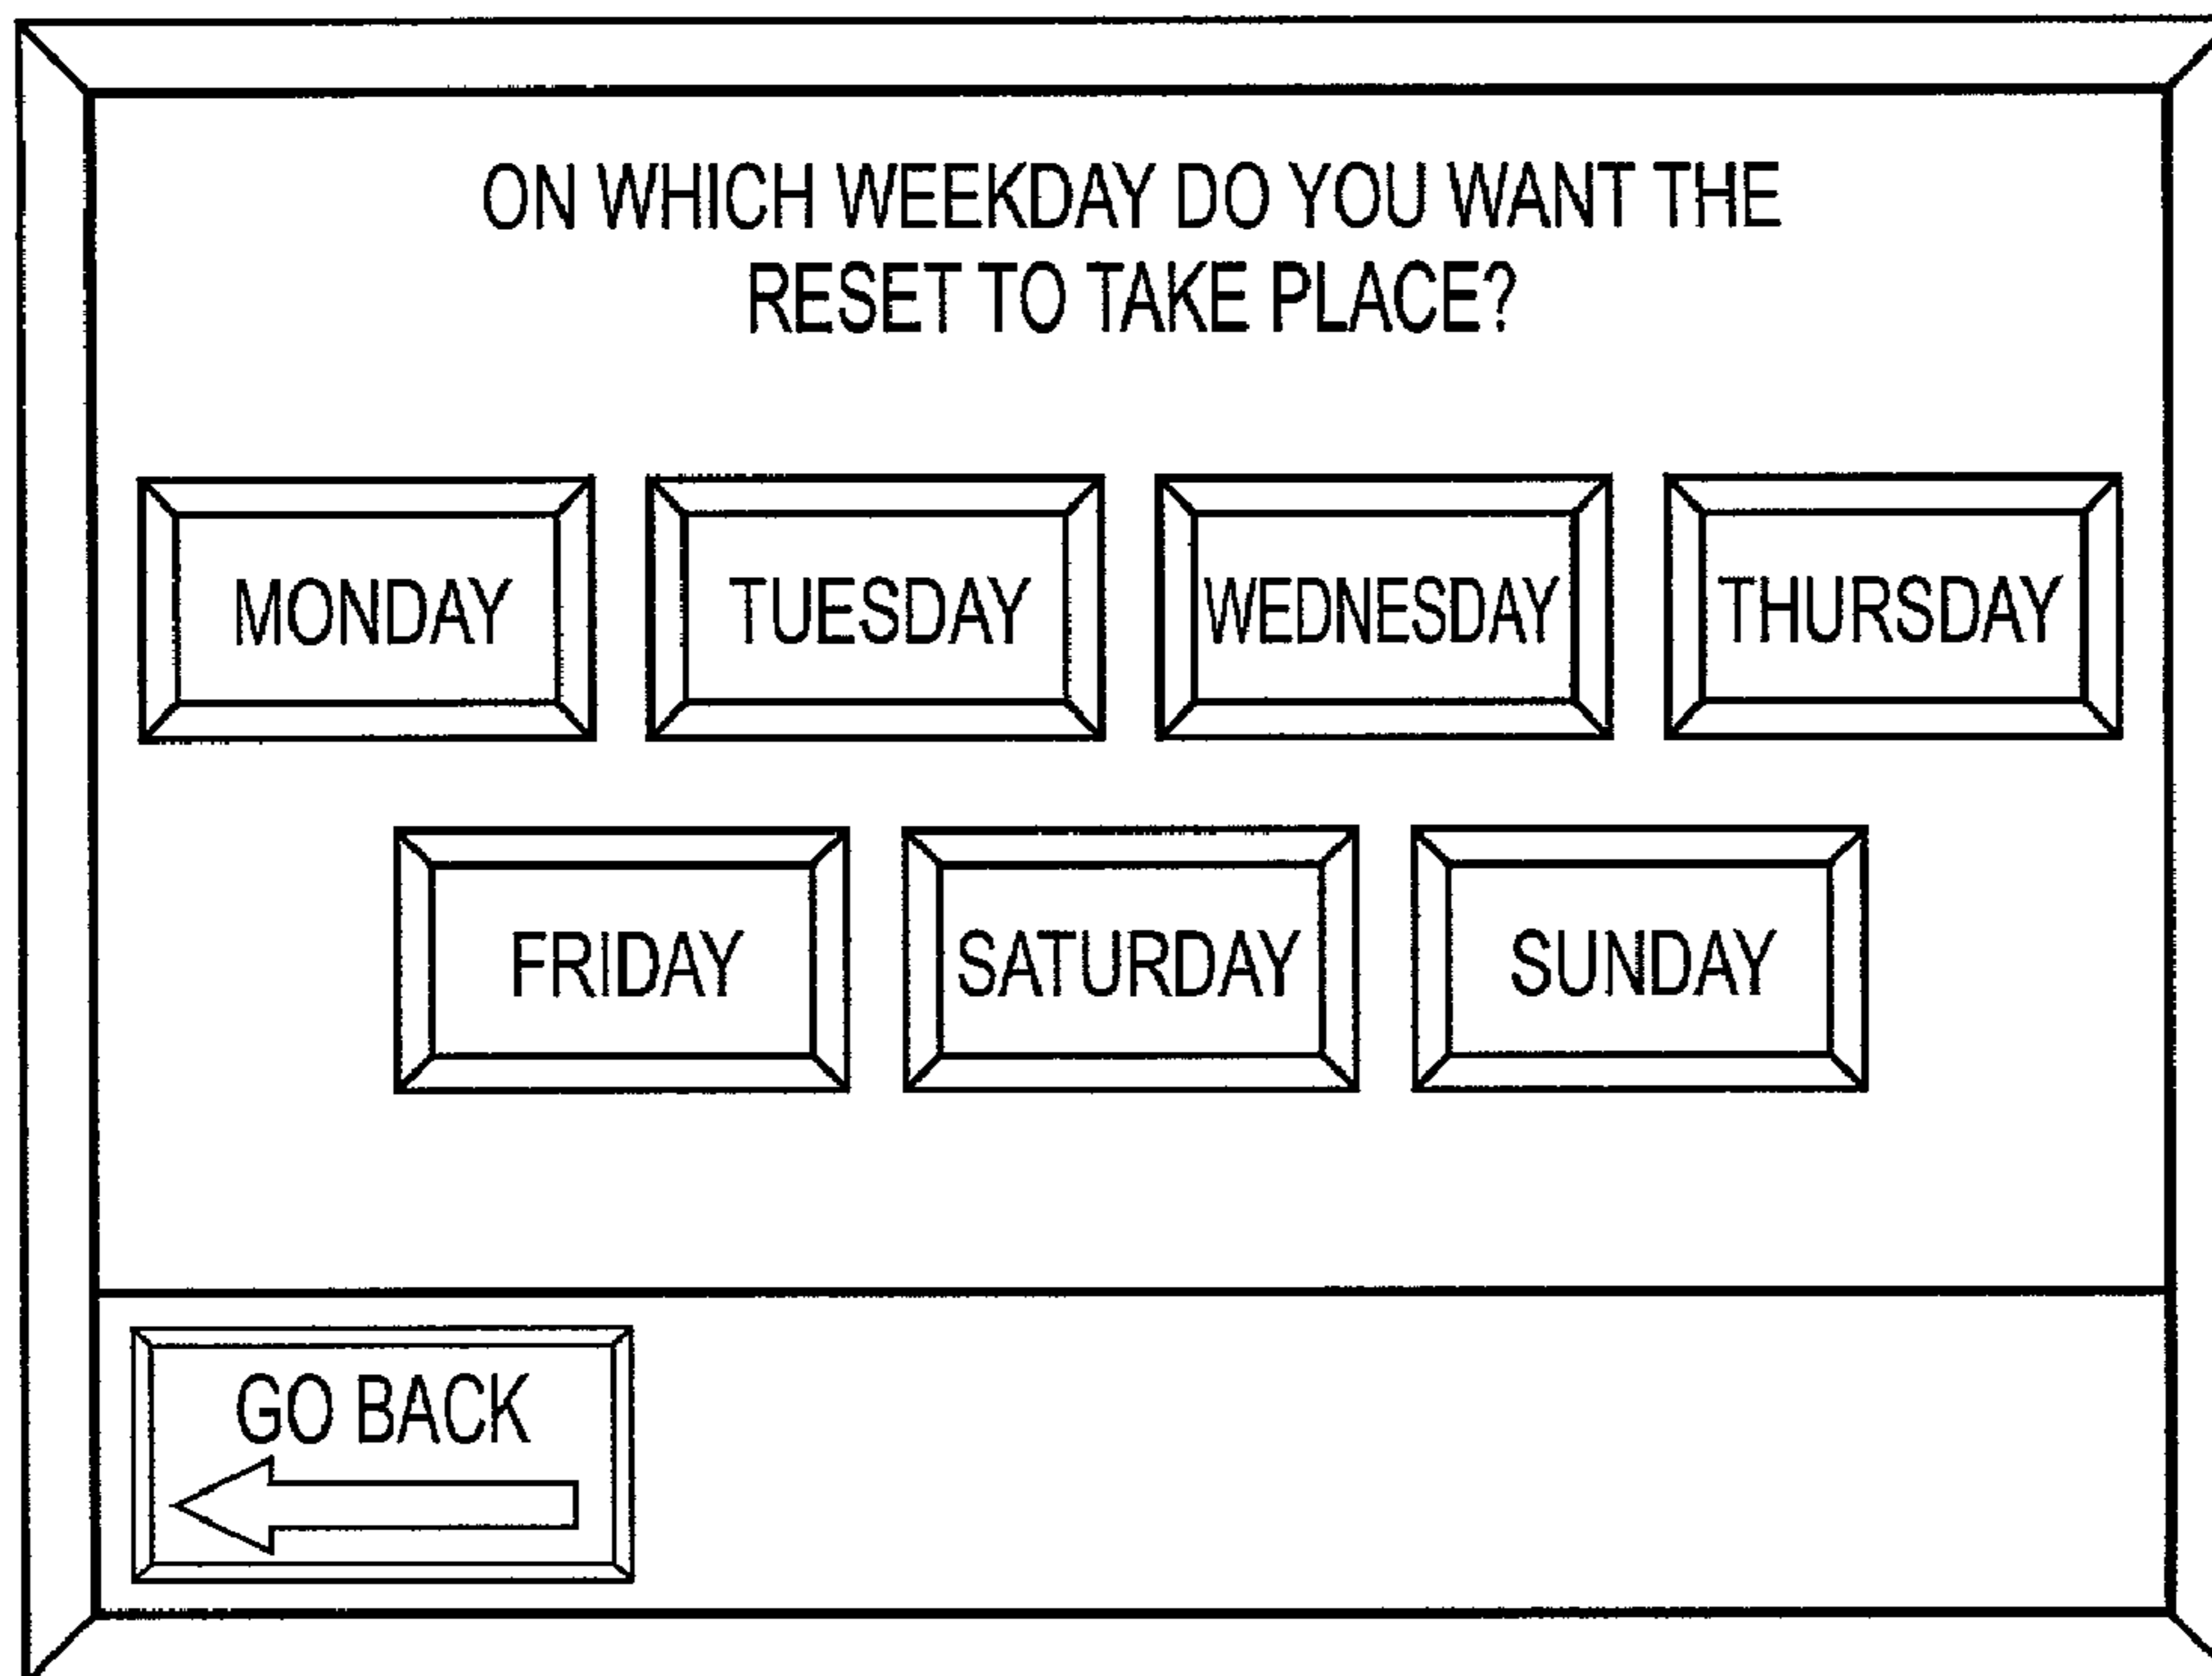 ON WHICH WEEKDAY DO YOU WANT THE
RESET TO TAKE PLACE?
MONDAY
TUESDAY
WEDNESDAY
THURSDAY
FRIDAY
SATURDAY
SUNDAY
GO BACK